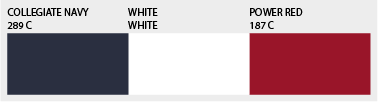 COLLEGIATE NAVY
289 C
WHITE
WHITE
POWER RED
187 C